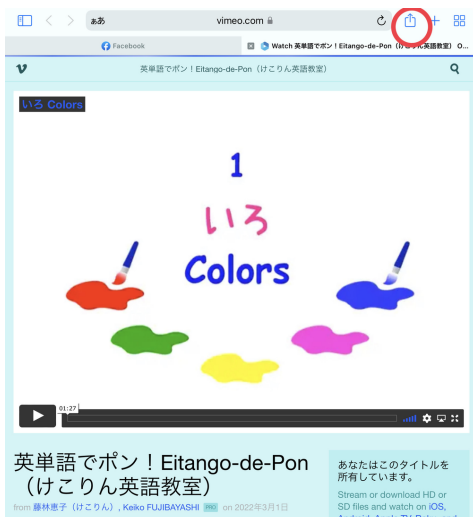 ぁあ
vimeo.com
Facebook
Watch 英単語でポン！Eitango-de-Pon（けこりん英語教室） O...
英単語でポン！Eitango-de-Pon（けこりん英語教室）
いろ Colors
1
いろ
Colors
01:27
英単語でポン！Eitango-de-Pon
（けこりん英語教室）
from 藤林恵子（けこりん）, Keiko FUJIBAYASHI PRO on 2022年3月1日
あなたはこのタイトルを
所有しています。
Stream or download HD or
SD files and watch on iOS,